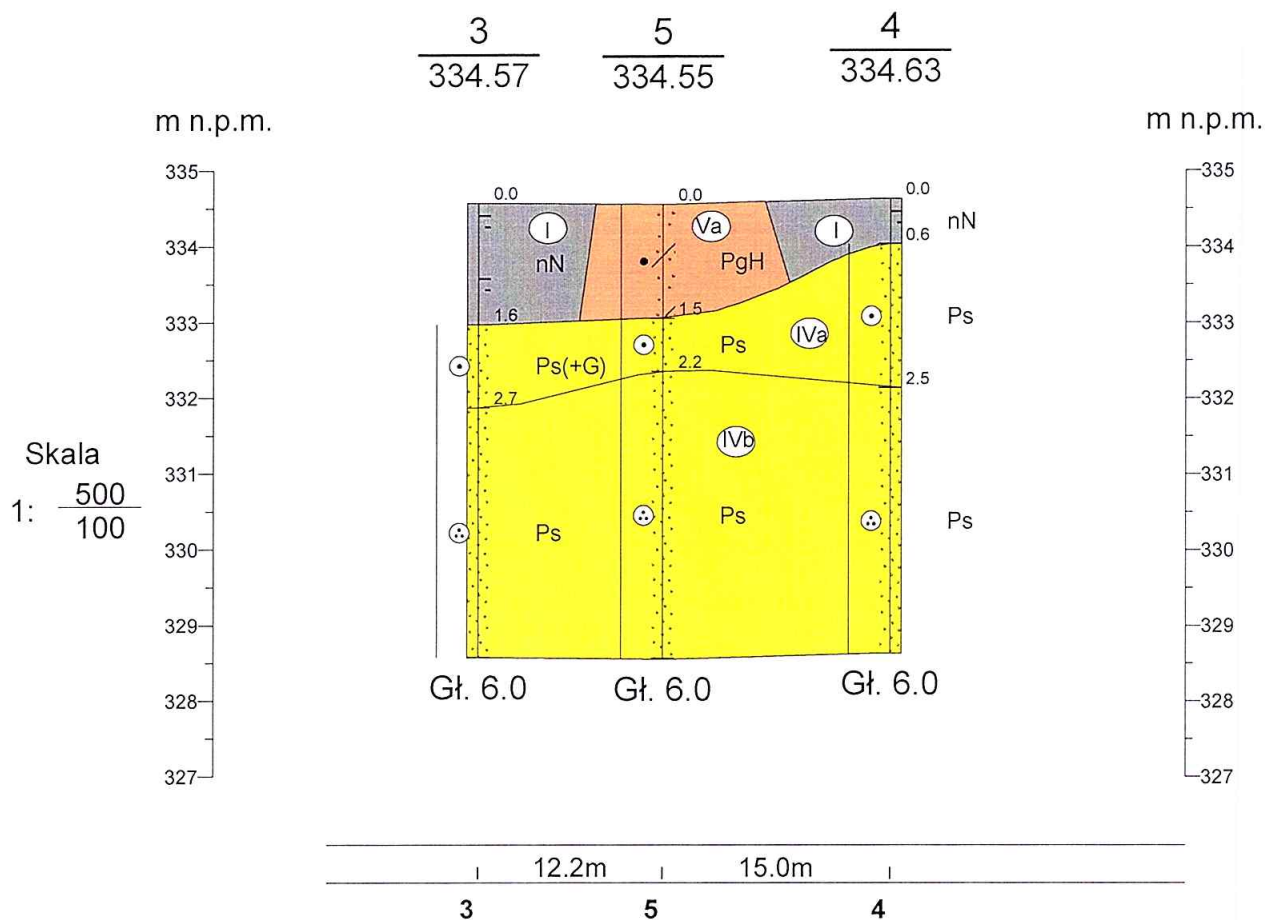 3 5 4
334.57 334.55 334.63
m n.p.m. m n.p.m.
335 335
0.0 0.0 0.0
I Va I nN
334 0.6 334
nN PgH
1.6 1.5
333 IVa Ps 333
Ps(+G) Ps
2.2
2.7 2.5
332 332
IVb
Skala
331 331
1: 500
100
Ps Ps Ps
330 330
329 329
Gł. 6.0 Gł. 6.0 Gł. 6.0
328 328
327 327
12.2m 15.0m
3 5 4